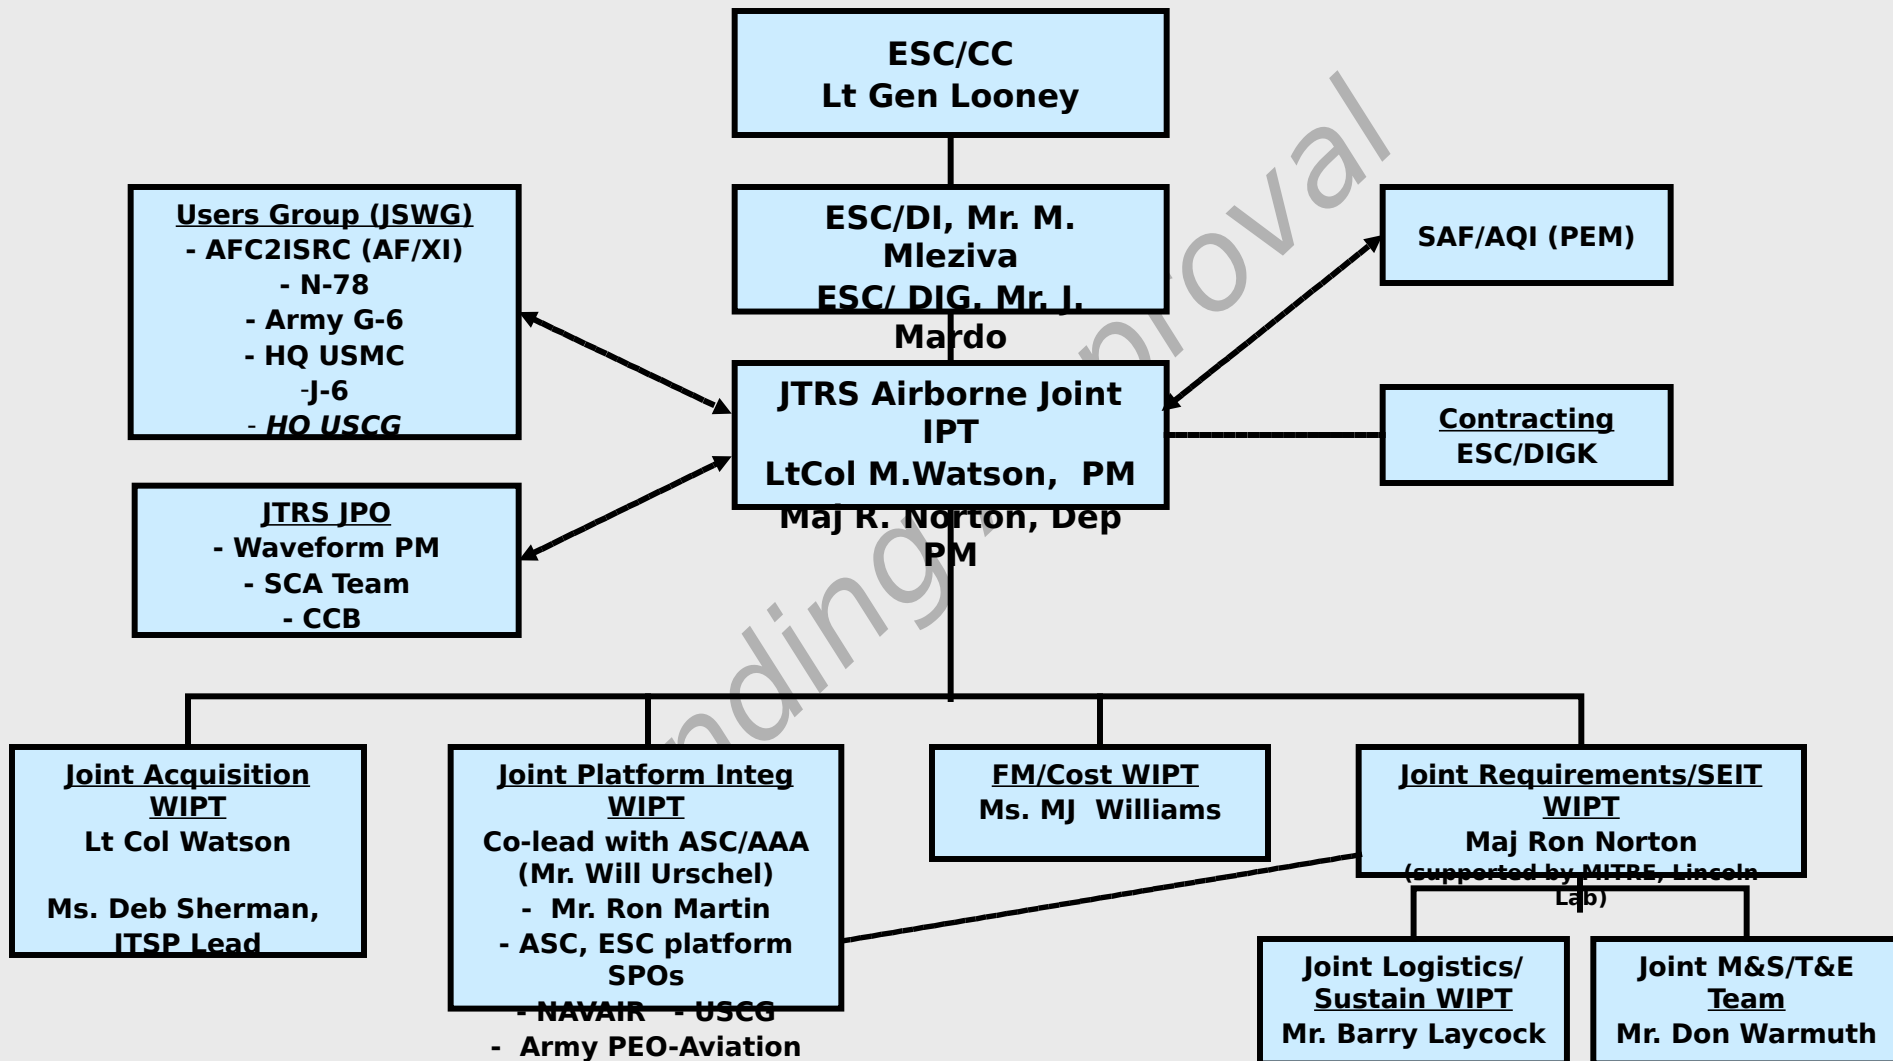 ESC/CC
Lt Gen Looney
ESC/DI, Mr. M.
Mleziva
ESC/ DIG, Mr. J.
Mardo
Users Group (JSWG)
- AFC2ISRC (AF/XI)
- N-78
- Army G-6
- HQ USMC
-J-6
- HQ USCG
SAF/AQI (PEM)
JTRS Airborne Joint
IPT
LtCol M.Watson,  PM
Maj R. Norton, Dep
PM
Contracting
ESC/DIGK
JTRS JPO
- Waveform PM
- SCA Team
- CCB
Joint Acquisition
WIPT
Lt Col Watson
Ms. Deb Sherman,
ITSP Lead
Joint Platform Integ
WIPT
Co-lead with ASC/AAA
(Mr. Will Urschel)
-  Mr. Ron Martin
- ASC, ESC platform
SPOs
- NAVAIR   - USCG
-  Army PEO-Aviation
FM/Cost WIPT
Ms. MJ  Williams
Joint Requirements/SEIT
WIPT
Maj Ron Norton
(supported by MITRE, Lincoln
Lab)
Joint Logistics/
Sustain WIPT
Mr. Barry Laycock
Joint M&S/T&E
Team
Mr. Don Warmuth